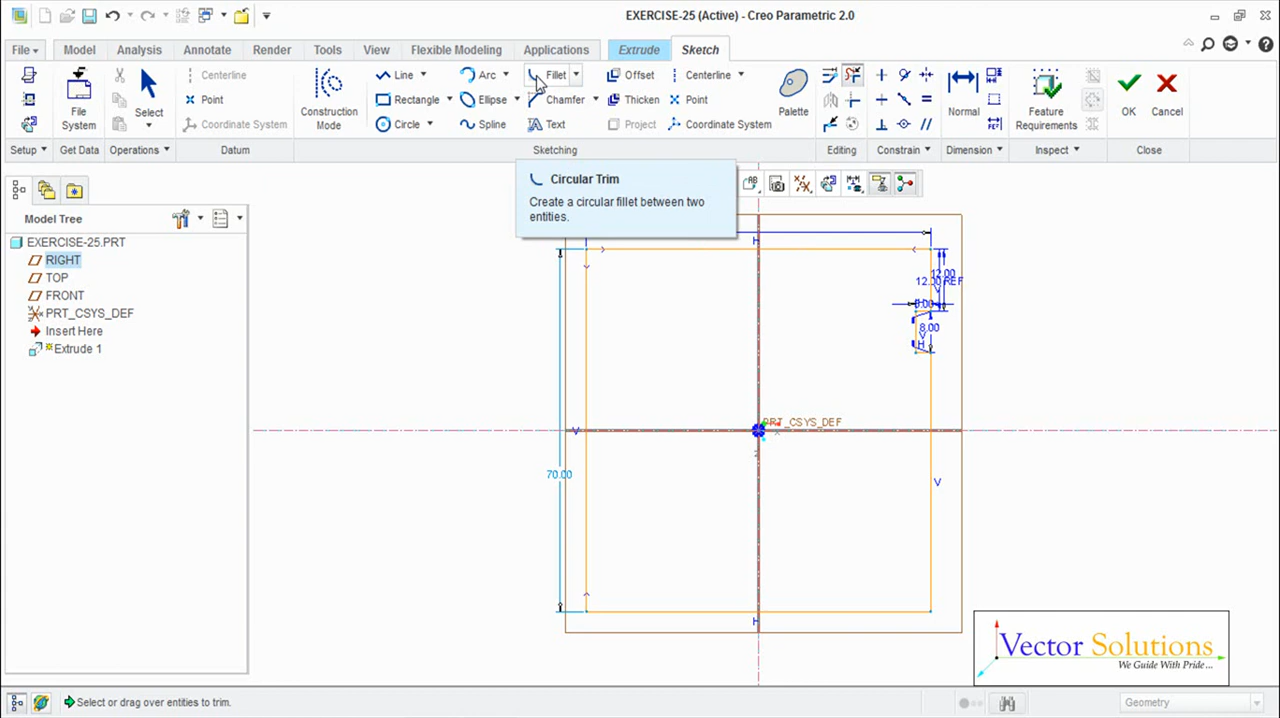 EXERCISE-25 (Active) - Creo Parametric 2.0
File Model Analysis Annotate Render Tools View Flexible Modeling Applications Extrude Sketch
Centerline Line Arc Fillet Offset Centerline
Point Rectangle Ellipse Chamfer Thicken Point
Coordinate System Circle Spline Text Project Coordinate System
File System Select Construction Mode Palette Normal Feature Requirements OK Cancel
Setup Get Data Operations Datum Sketching Editing Constrain Dimension Inspect Close
Circular Trim
Create a circular fillet between two
entities.
Model Tree
EXERCISE-25.PRT
RIGHT
TOP
FRONT
PRT_CSYS_DEF
Insert Here
Extrude 1
H
12.00
12.00 REF
V
8.00
V
H
PRT_CSYS_DEF
V
70.00
V
H
Vector Solutions
We Guide With Pride...
Select or drag over entities to trim.
Geometry